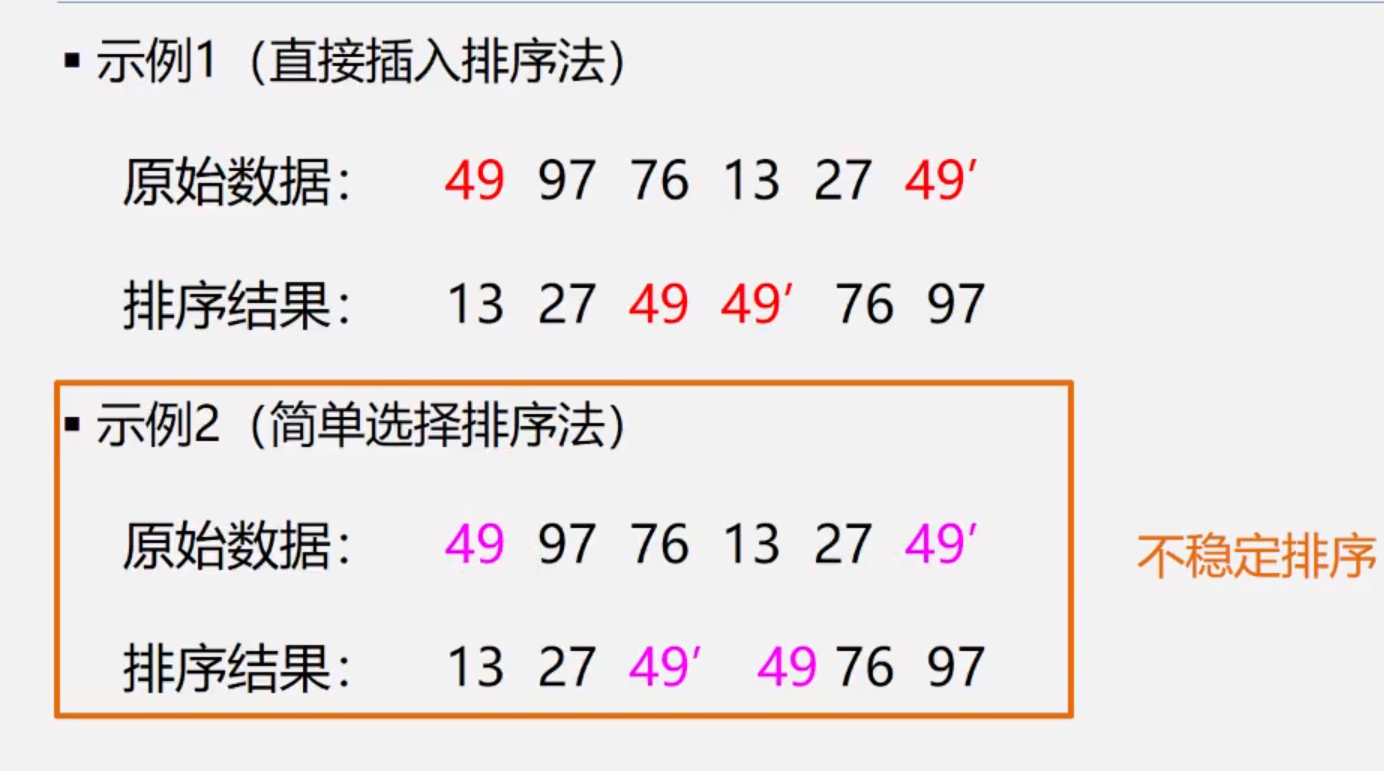 ▪ 示例1（直接插入排序法）
原始数据： 49 97 76 13 27 49′
排序结果： 13 27 49 49′ 76 97
▪ 示例2（简单选择排序法）
原始数据： 49 97 76 13 27 49′
不稳定排序
排序结果： 13 27 49′ 49 76 97